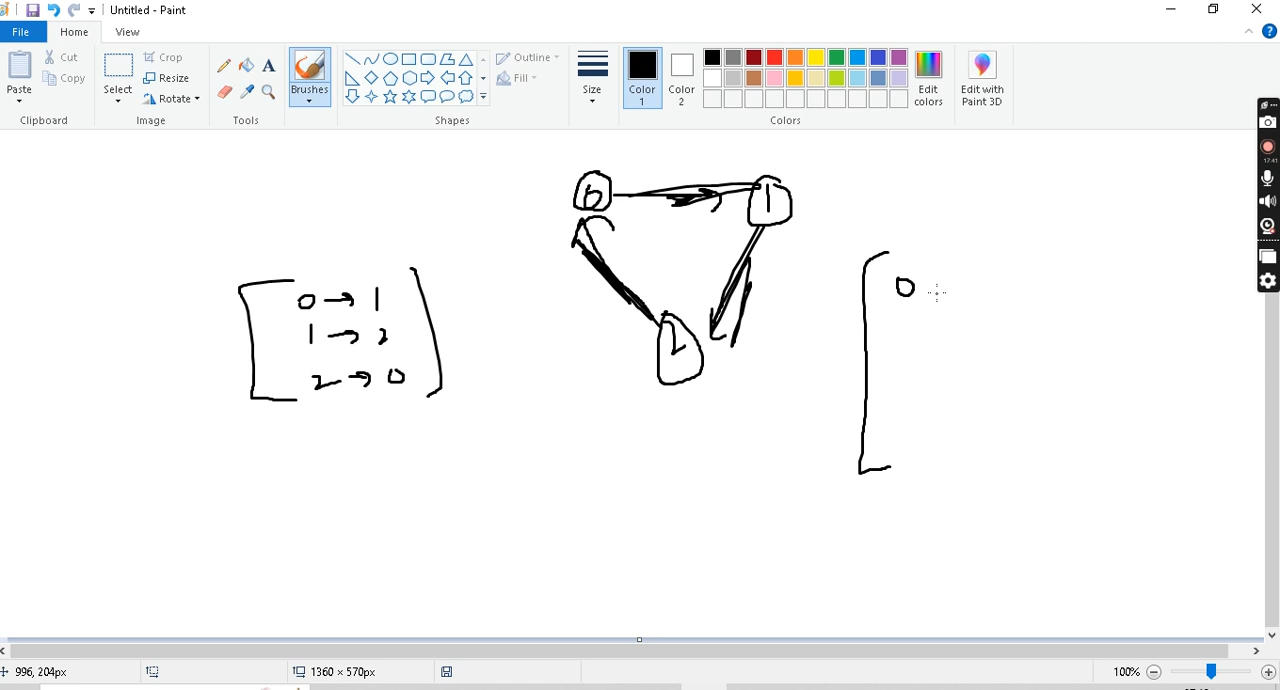 Untitled - Paint
File Home View
Paste
Cut
Copy
Clipboard
Select
Crop
Resize
Rotate
Image
A
Tools
Brushes
Outline
Fill
Shapes
Size
Color 1
Color 2
Edit colors
Edit with Paint 3D
Colors
17:41
0 1
2
0 → 1
1 → 2
2 → 0
0
996, 204px
1360 × 570px
100%